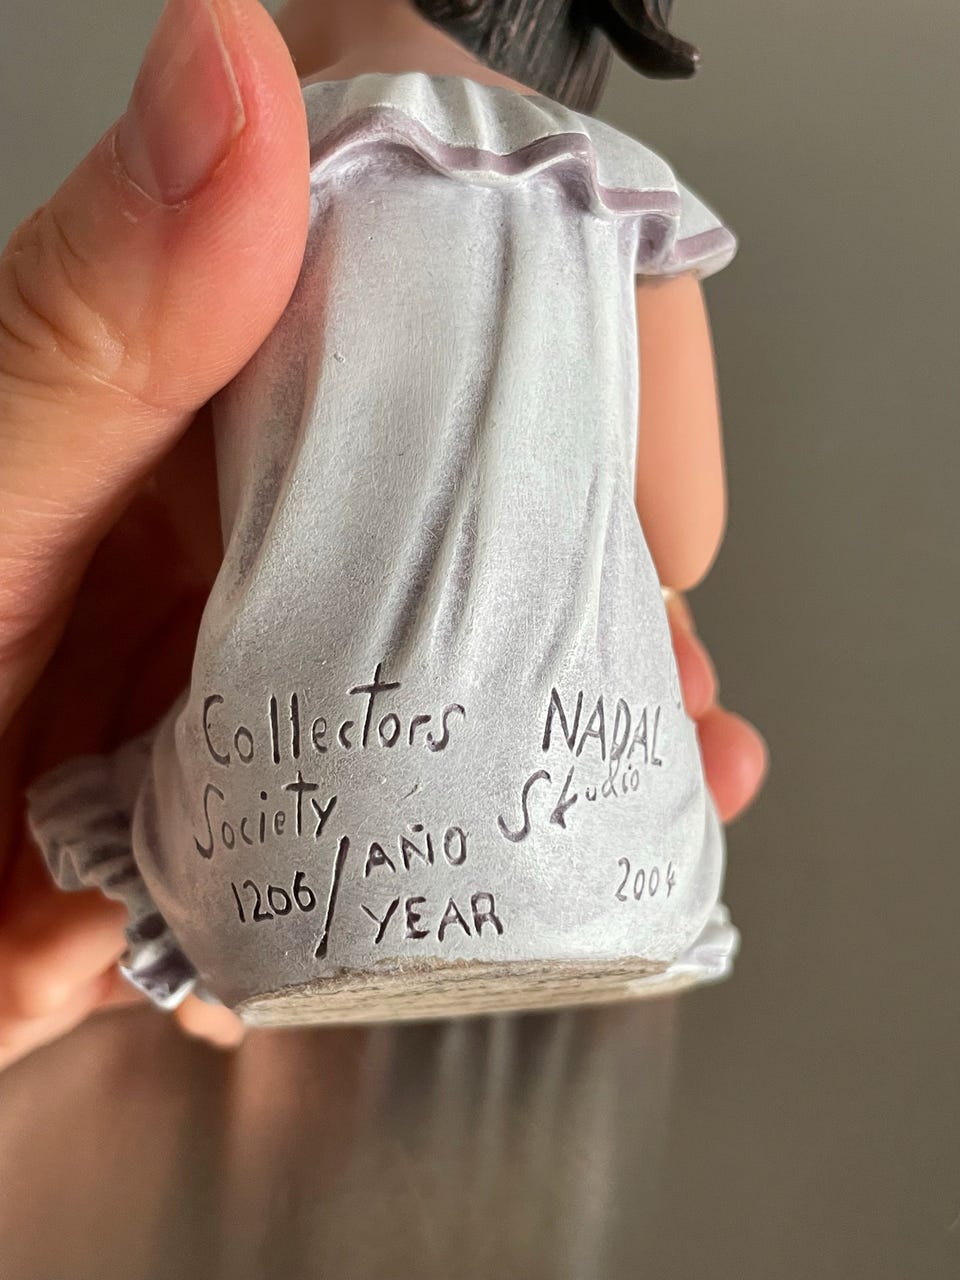 Collectors
Society
1206/AÑO
YEAR
NADAL
Studio
2004